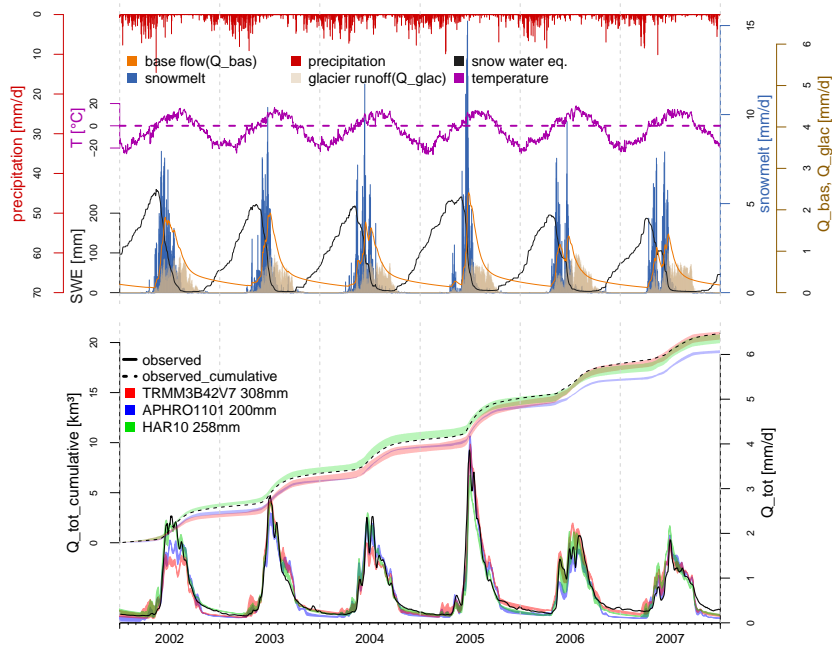 0
10
20
30
40
50
60
70
precipitation [mm/d]
base flow(Q_bas)
snowmelt
precipitation
glacier runoff(Q_glac)
snow water eq.
temperature
20
0
−20
T [°C]
200
100
0
SWE [mm]
15
10
5
0
snowmelt [mm/d]
6
5
4
3
2
1
0
Q_bas, Q_glac [mm/d]
20
15
10
5
0
Q_tot_cumulative [km³]
observed
observed_cumulative
TRMM3B42V7 308mm
APHRO1101 200mm
HAR10 258mm
6
5
4
3
2
1
0
Q_tot [mm/d]
2002 2003 2004 2005 2006 2007